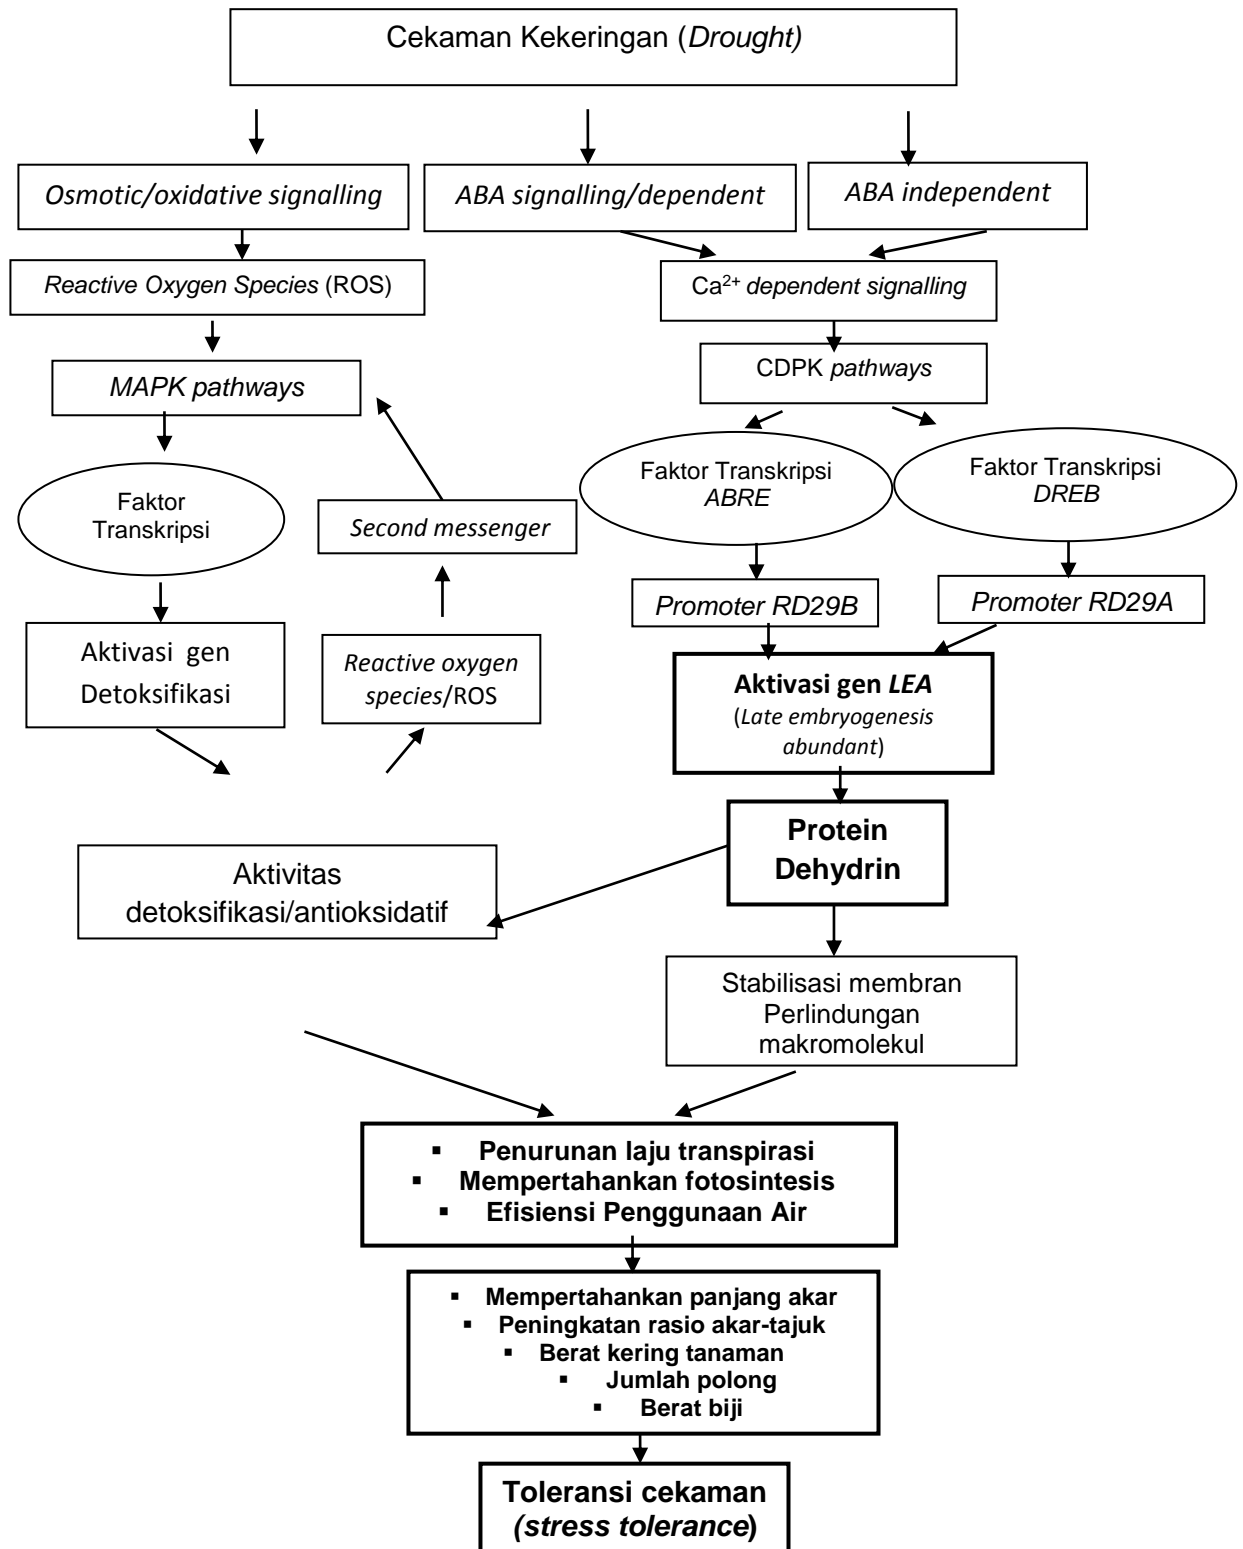 Cekaman Kekeringan (Drought)
Osmotic/oxidative signalling
ABA signalling/dependent
ABA independent
Reactive Oxygen Species (ROS)
Ca²⁺ dependent signalling
MAPK pathways
CDPK pathways
Faktor
Transkripsi
Second messenger
Faktor Transkripsi
ABRE
Faktor Transkripsi
DREB
Promoter RD29B
Promoter RD29A
Aktivasi gen
Detoksifikasi
Reactive oxygen
species/ROS
Aktivasi gen LEA
(Late embryogenesis
abundant)
Protein
Dehydrin
Aktivitas
detoksifikasi/antioksidatif
Stabilisasi membran
Perlindungan
makromolekul
▪ Penurunan laju transpirasi
▪ Mempertahankan fotosintesis
▪ Efisiensi Penggunaan Air
▪ Mempertahankan panjang akar
▪ Peningkatan rasio akar-tajuk
▪ Berat kering tanaman
▪ Jumlah polong
▪ Berat biji
Toleransi cekaman
(stress tolerance)